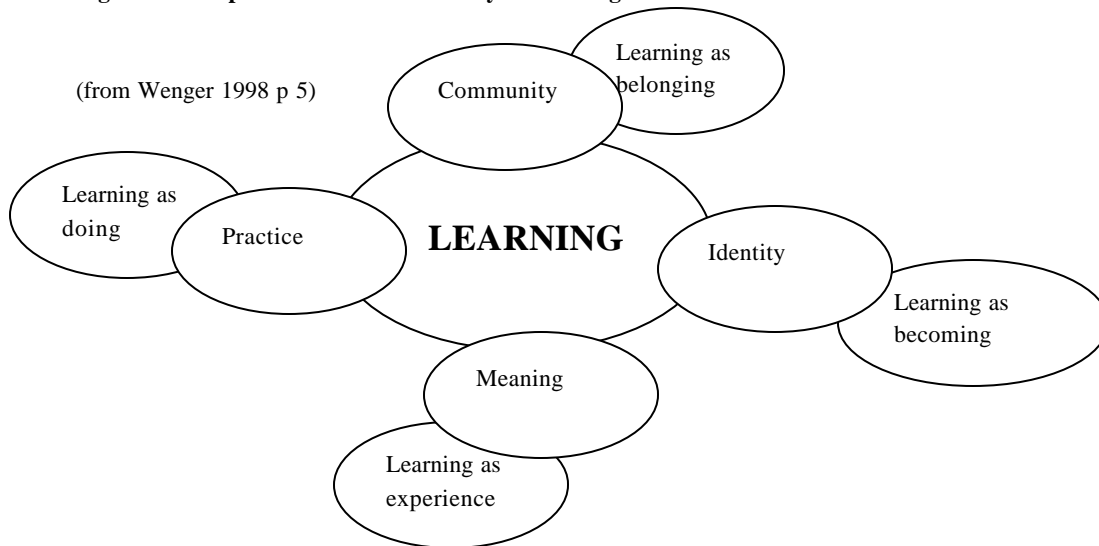 Learning as
belonging
(from Wenger 1998 p 5)
Community
Learning as
doing
Practice
LEARNING
Identity
Learning as
becoming
Meaning
Learning as
experience